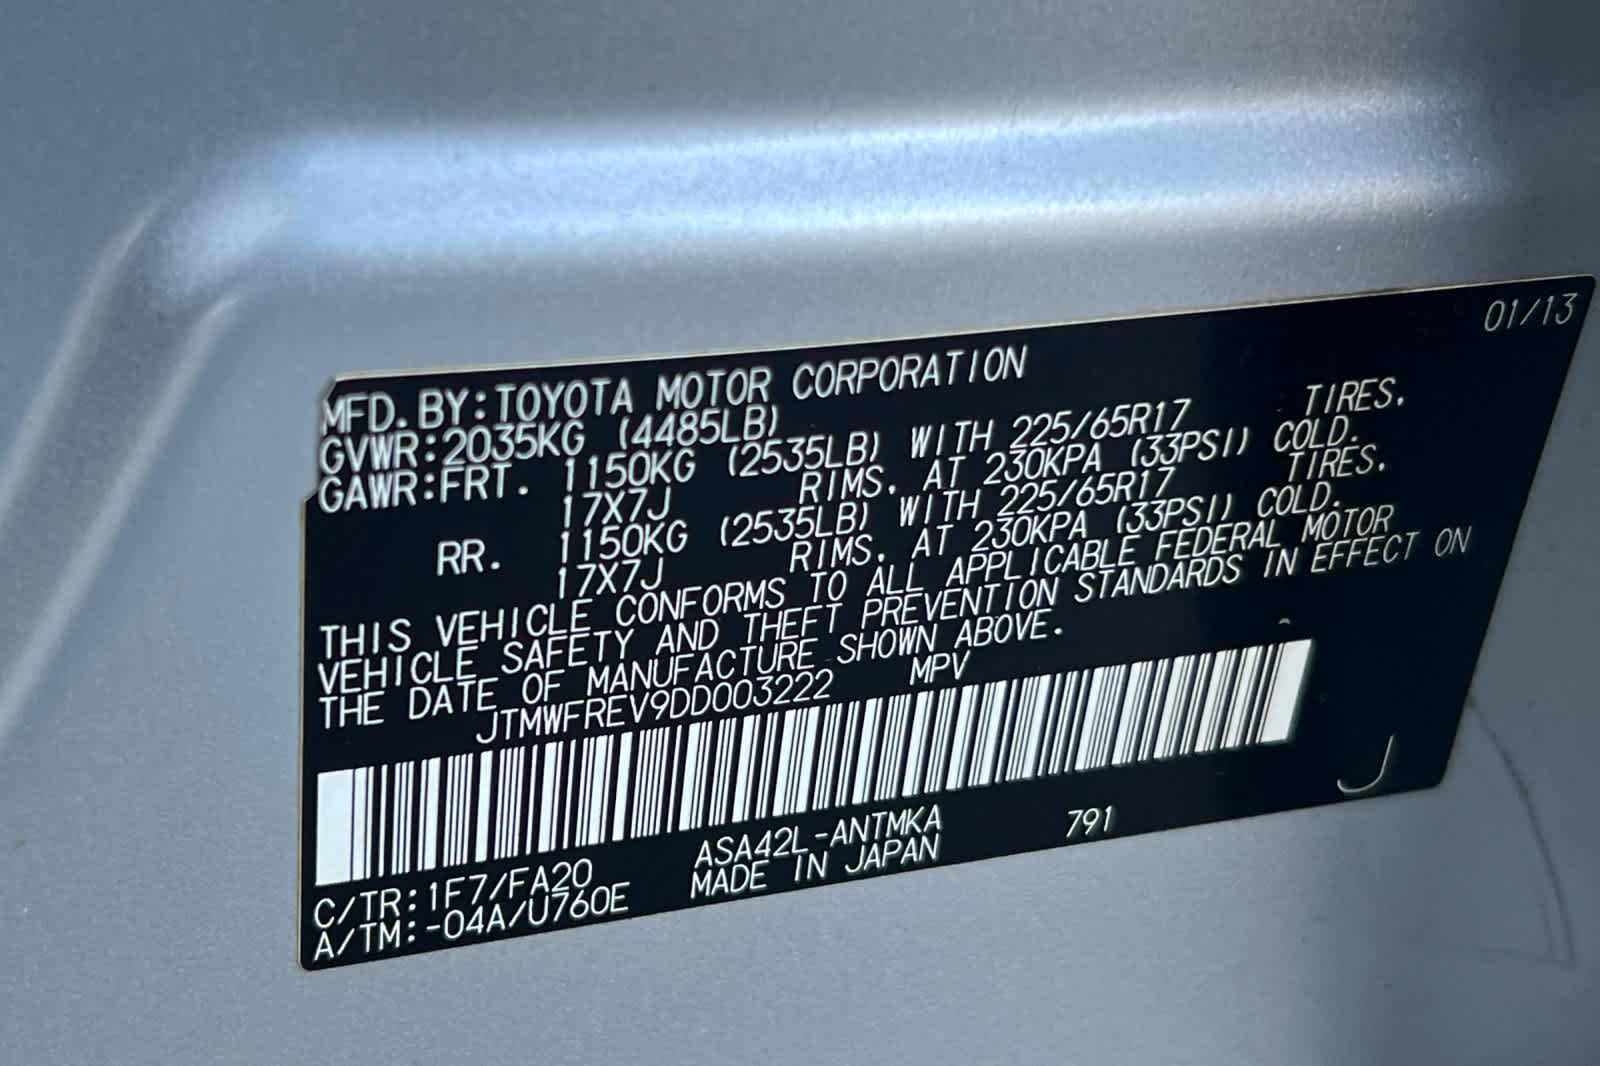 01/13
MFD. BY: TOYOTA MOTOR CORPORATION
GVWR: 2035KG (4485LB)
GAWR: FRT. 1150KG (2535LB) WITH 225/65R17 TIRES,
17X7J RIMS, AT 230KPA (33PSI) COLD.
RR. 1150KG (2535LB) WITH 225/65R17 TIRES,
17X7J RIMS, AT 230KPA (33PSI) COLD.
THIS VEHICLE CONFORMS TO ALL APPLICABLE FEDERAL MOTOR
VEHICLE SAFETY AND THEFT PREVENTION STANDARDS IN EFFECT ON
THE DATE OF MANUFACTURE SHOWN ABOVE.
JTMWFREV9DD003222 MPV
J
C/TR: 1F7/FA20 ASA42L-ANTMKA 791
A/TM: -04A/U760E MADE IN JAPAN